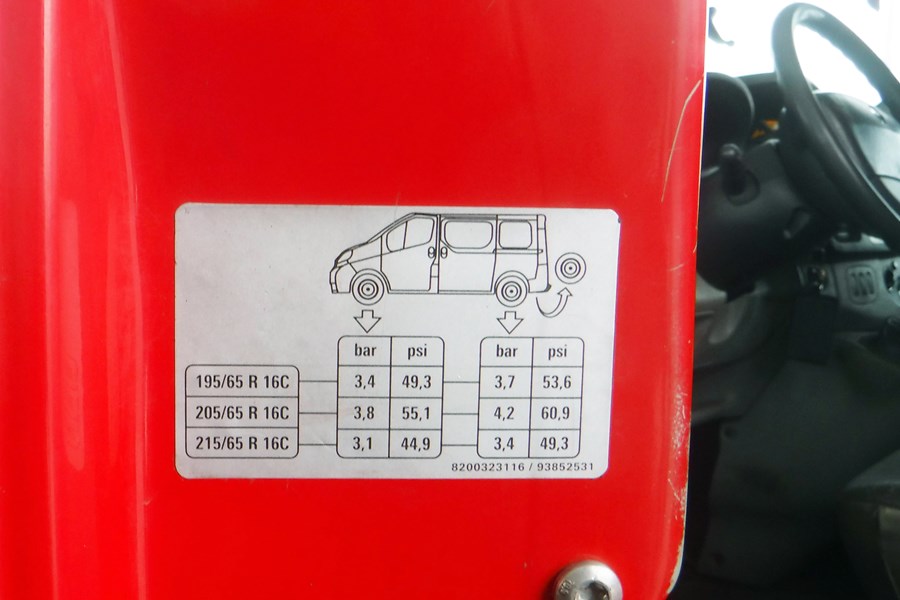 bar psi bar psi
195/65 R 16C 3,4 49,3 3,7 53,6
205/65 R 16C 3,8 55,1 4,2 60,9
215/65 R 16C 3,1 44,9 3,4 49,3
8200323116 / 93852531